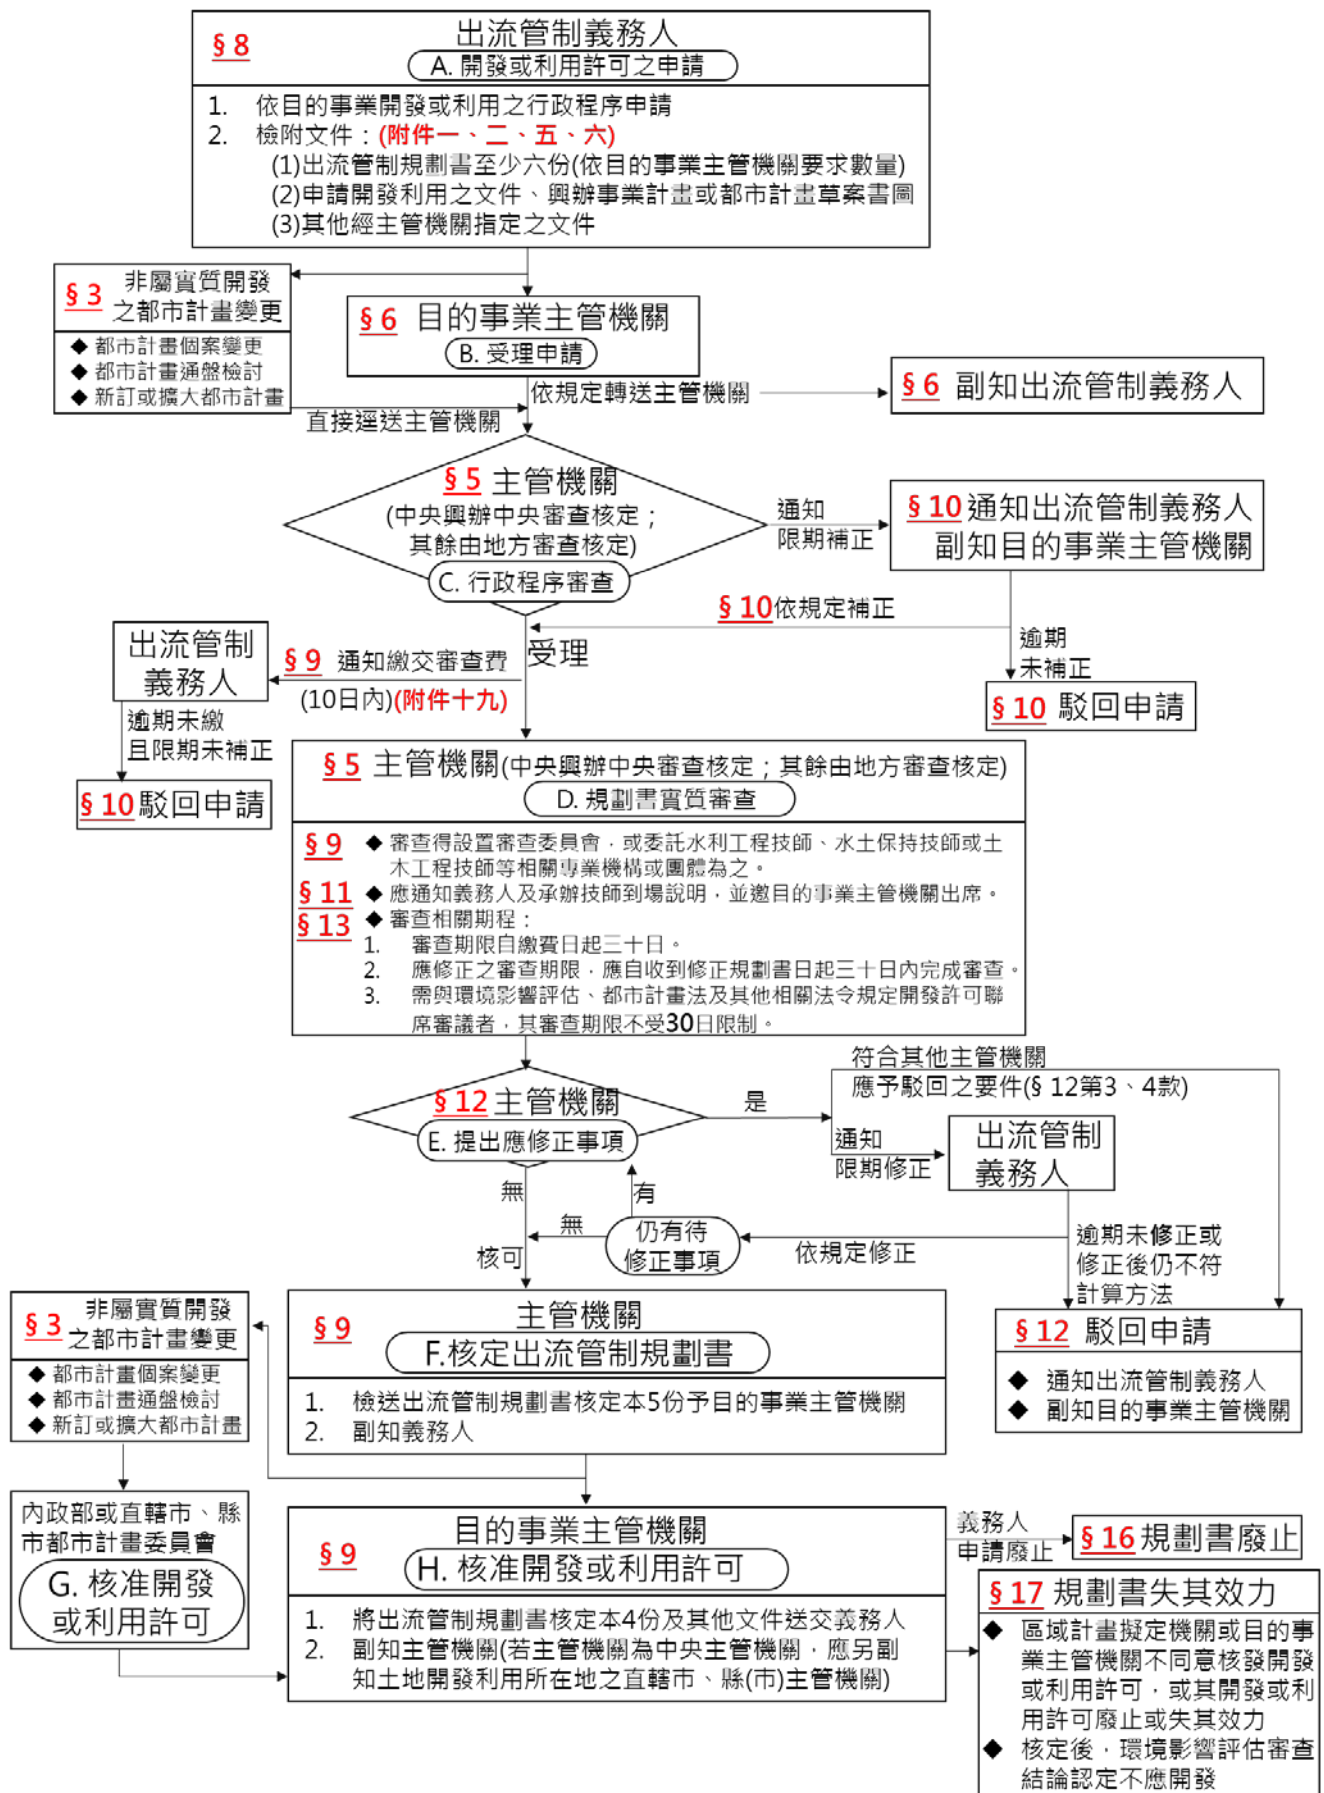 § 8
出流管制義務人
A. 開發或利用許可之申請
1. 依目的事業開發或利用之行政程序申請
2. 檢附文件：(附件一、二、五、六)
(1)出流管制規劃書至少六份(依目的事業主管機關要求數量)
(2)申請開發利用之文件、興辦事業計畫或都市計畫草案書圖
(3)其他經主管機關指定之文件
§ 3 非屬實質開發
之都市計畫變更
◆ 都市計畫個案變更
◆ 都市計畫通盤檢討
◆ 新訂或擴大都市計畫
§ 6 目的事業主管機關
B. 受理申請
依規定轉送主管機關
§ 6 副知出流管制義務人
直接逕送主管機關
§ 5 主管機關
(中央興辦中央審查核定；
其餘由地方審查核定)
C. 行政程序審查
通知
限期補正
§ 10 通知出流管制義務人
副知目的事業主管機關
§ 10依規定補正
逾期
未補正
§ 10 駁回申請
受理
§ 9 通知繳交審查費
(10日內)(附件十九)
出流管制
義務人
逾期未繳
且限期未補正
§ 10 駁回申請
§ 5 主管機關(中央興辦中央審查核定；其餘由地方審查核定)
D. 規劃書實質審查
§ 9 ◆ 審查得設置審查委員會，或委託水利工程技師、水土保持技師或土
木工程技師等相關專業機構或團體為之。
§ 11 ◆ 應通知義務人及承辦技師到場說明，並邀目的事業主管機關出席。
§ 13 ◆ 審查相關期程：
1. 審查期限自繳費日起三十日。
2. 應修正之審查期限，應自收到修正規劃書日起三十日內完成審查。
3. 需與環境影響評估、都市計畫法及其他相關法令規定開發許可聯
席審議者，其審查期限不受30日限制。
§ 12 主管機關
E. 提出應修正事項
是
符合其他主管機關
應予駁回之要件(§ 12第3、4款)
通知
限期修正
出流管制
義務人
無
有
無
仍有待
修正事項
依規定修正
核可
逾期未修正或
修正後仍不符
計算方法
§ 12 駁回申請
◆ 通知出流管制義務人
◆ 副知目的事業主管機關
§ 3 非屬實質開發
之都市計畫變更
◆ 都市計畫個案變更
◆ 都市計畫通盤檢討
◆ 新訂或擴大都市計畫
§ 9
主管機關
F.核定出流管制規劃書
1. 檢送出流管制規劃書核定本5份予目的事業主管機關
2. 副知義務人
內政部或直轄市、縣
市都市計畫委員會
G. 核准開發
或利用許可
§ 9
目的事業主管機關
H. 核准開發或利用許可
1. 將出流管制規劃書核定本4份及其他文件送交義務人
2. 副知主管機關(若主管機關為中央主管機關，應另副
知土地開發利用所在地之直轄市、縣(市)主管機關)
義務人
申請廢止
§ 16 規劃書廢止
§ 17 規劃書失其效力
◆ 區域計畫擬定機關或目的事
業主管機關不同意核發開發
或利用許可，或其開發或利
用許可廢止或失其效力
◆ 核定後，環境影響評估審查
結論認定不應開發